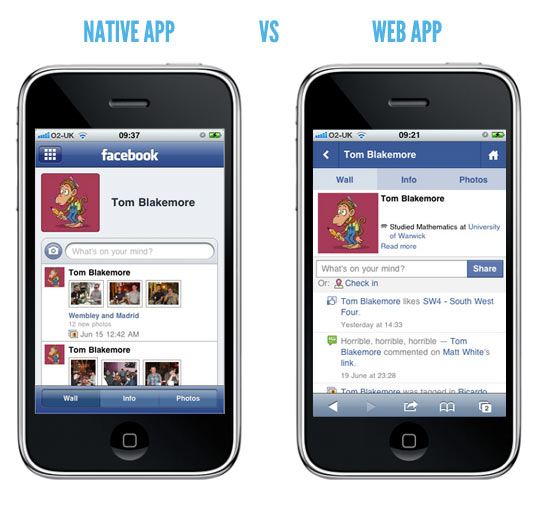 NATIVE APP VS WEB APP
O2-UK 09:37
facebook
Tom Blakemore
What's on your mind?
Tom Blakemore
Wembley and Madrid
12 new photos
Jun 15 12:42 AM
Tom Blakemore
Wall Info Photos
O2-UK 09:21
Tom Blakemore
Wall Info Photos
Tom Blakemore
Studied Mathematics at University
of Warwick
Read more
What's on your mind? Share
Or: Check in
Tom Blakemore likes SW4 - South West
Four.
Yesterday at 14:33
Horrible, horrible, horrible — Tom
Blakemore commented on Matt White's
link.
19 June at 23:28
Tom Blakemore was tagged in Ricardo
2